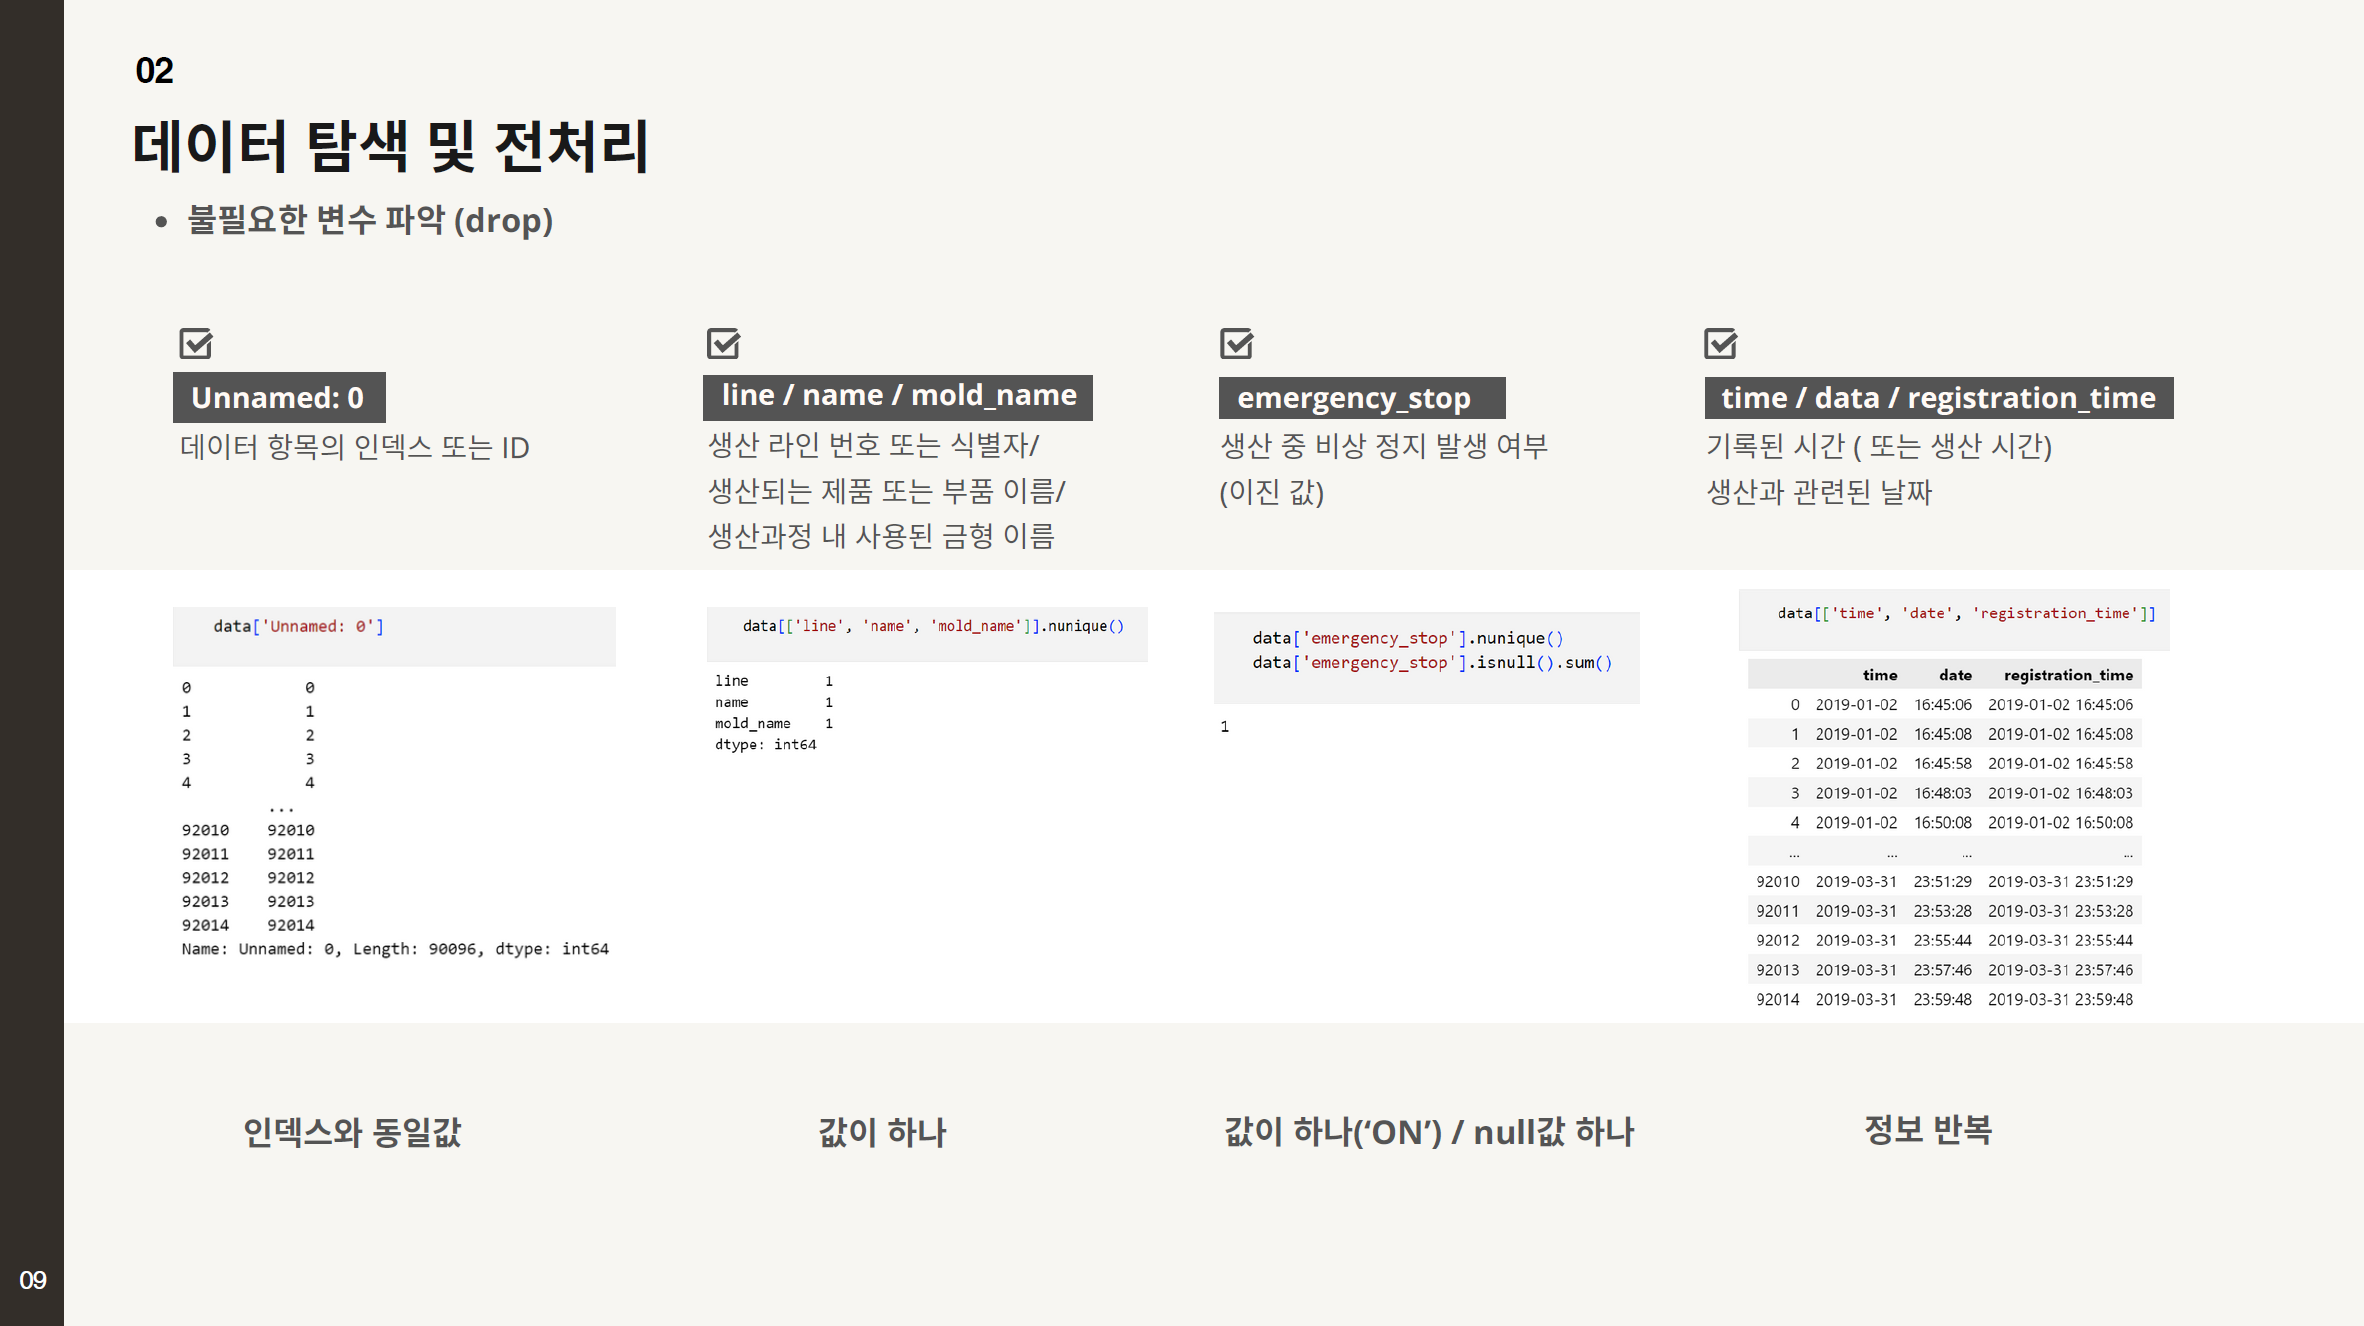 02
데이터 탐색 및 전처리
• 불필요한 변수 파악 (drop)
Unnamed: 0
데이터 항목의 인덱스 또는 ID
line / name / mold_name
생산 라인 번호 또는 식별자/
생산되는 제품 또는 부품 이름/
생산과정 내 사용된 금형 이름
emergency_stop
생산 중 비상 정지 발생 여부
(이진 값)
time / data / registration_time
기록된 시간 ( 또는 생산 시간)
생산과 관련된 날짜
data['Unnamed: 0']
0 0
1 1
2 2
3 3
4 4
...
92010 92010
92011 92011
92012 92012
92013 92013
92014 92014
Name: Unnamed: 0, Length: 90096, dtype: int64
data[['line', 'name', 'mold_name']].nunique()
line 1
name 1
mold_name 1
dtype: int64
data['emergency_stop'].nunique()
data['emergency_stop'].isnull().sum()
1
data[['time', 'date', 'registration_time']]
time date registration_time
0 2019-01-02 16:45:06 2019-01-02 16:45:06
1 2019-01-02 16:45:08 2019-01-02 16:45:08
2 2019-01-02 16:45:58 2019-01-02 16:45:58
3 2019-01-02 16:48:03 2019-01-02 16:48:03
4 2019-01-02 16:50:08 2019-01-02 16:50:08
... ... ... ...
92010 2019-03-31 23:51:29 2019-03-31 23:51:29
92011 2019-03-31 23:53:28 2019-03-31 23:53:28
92012 2019-03-31 23:55:44 2019-03-31 23:55:44
92013 2019-03-31 23:57:46 2019-03-31 23:57:46
92014 2019-03-31 23:59:48 2019-03-31 23:59:48
인덱스와 동일값
값이 하나
값이 하나(‘ON’) / null값 하나
정보 반복
09